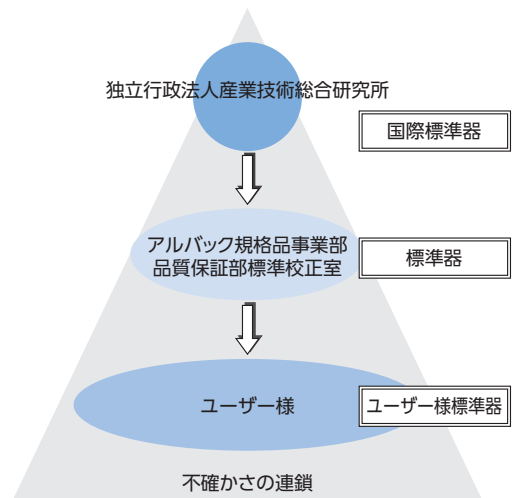 独立行政法人産業技術総合研究所
国際標準器
アルバック規格品事業部
品質保証部標準校正室
標準器
ユーザー様
ユーザー様標準器
不確かさの連鎖